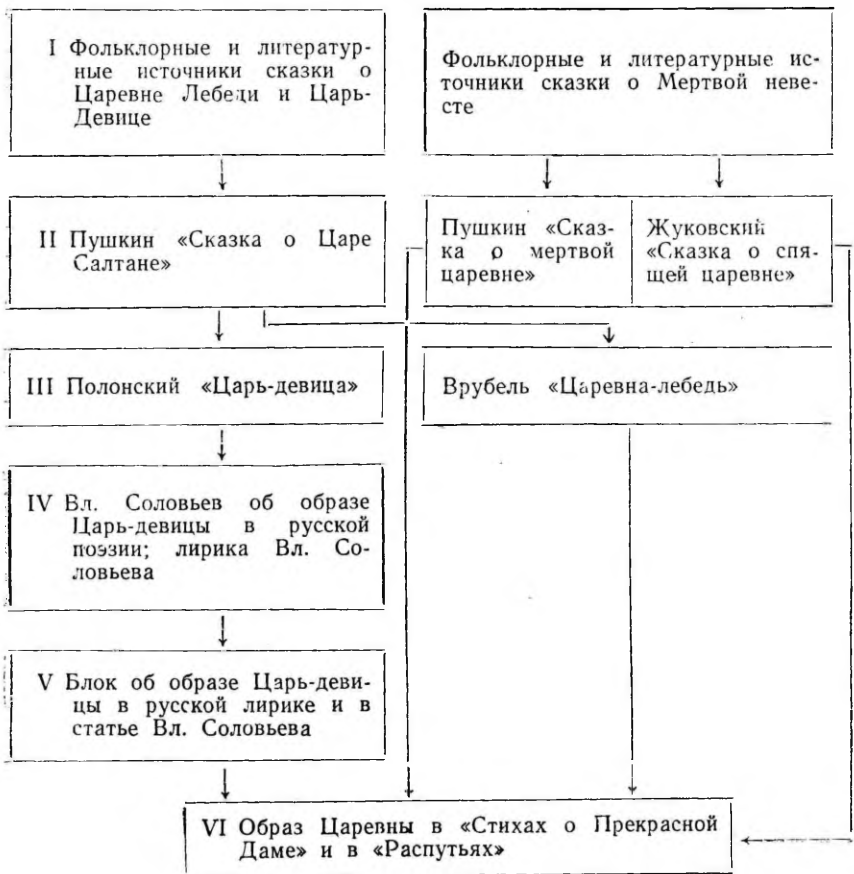 I Фольклорные и литератур-
ные источники сказки о
Царевне Лебеди и Царь-
Девице
Фольклорные и литературные ис-
точники сказки о Мертвой неве-
сте
II Пушкин «Сказка о Царе
Салтане»
Пушкин «Сказ-
ка о мертвой
царевне»
Жуковский
«Сказка о спя-
щей царевне»
III Полонский «Царь-девица»
Врубель «Царевна-лебедь»
IV Вл. Соловьев об образе
Царь-девицы в русской
поэзии; лирика Вл. Со-
ловьева
V Блок об образе Царь-деви-
цы в русской лирике и в
статье Вл. Соловьева
VI Образ Царевны в «Стихах о Прекрасной
Даме» и в «Распутьях»